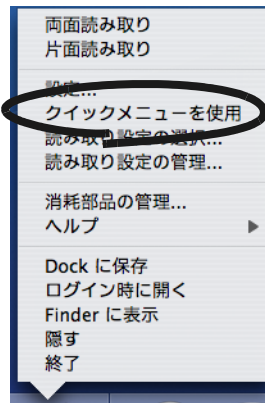 両面読み取り
片面読み取り
設定...
クイックメニューを使用
読み取り設定の選択...
読み取り設定の管理...
消耗部品の管理...
ヘルプ
Dock に保存
ログイン時に開く
Finder に表示
隠す
終了